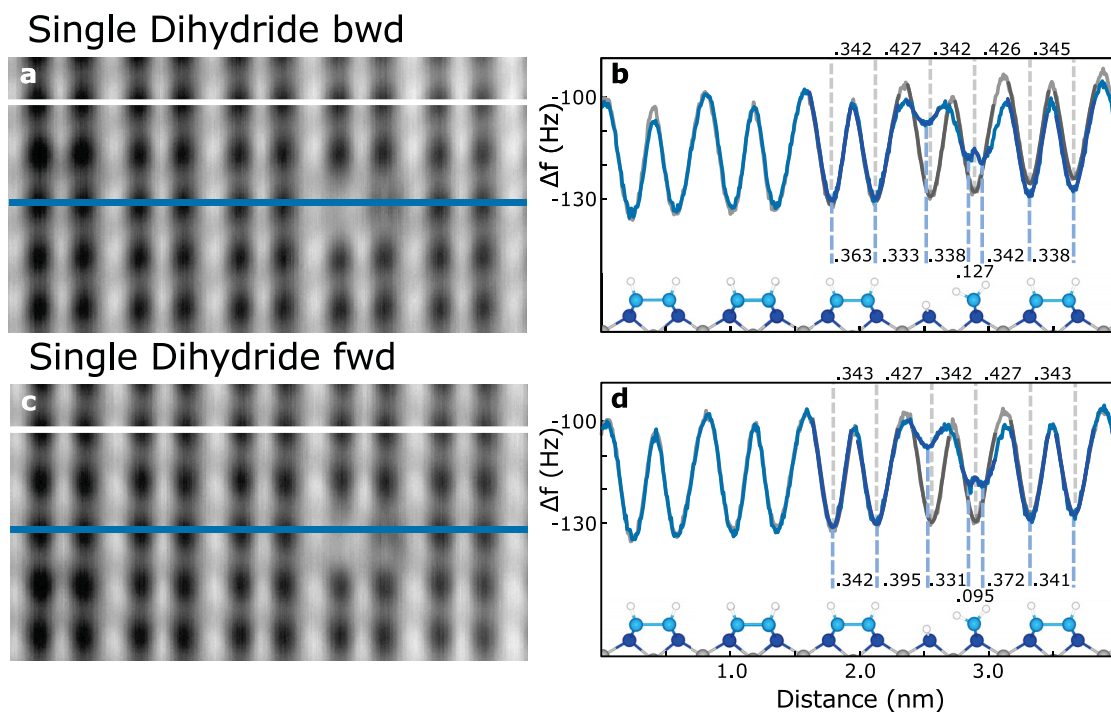 Single Dihydride bwd
a
b
.342 .427 .342 .426 .345
-100
-130
Δf (Hz)
.363 .333 .338 .342 .338
.127
Single Dihydride fwd
c
d
.343 .427 .342 .427 .343
-100
-130
Δf (Hz)
.342 .395 .331 .372 .341
.095
1.0 2.0 3.0
Distance (nm)